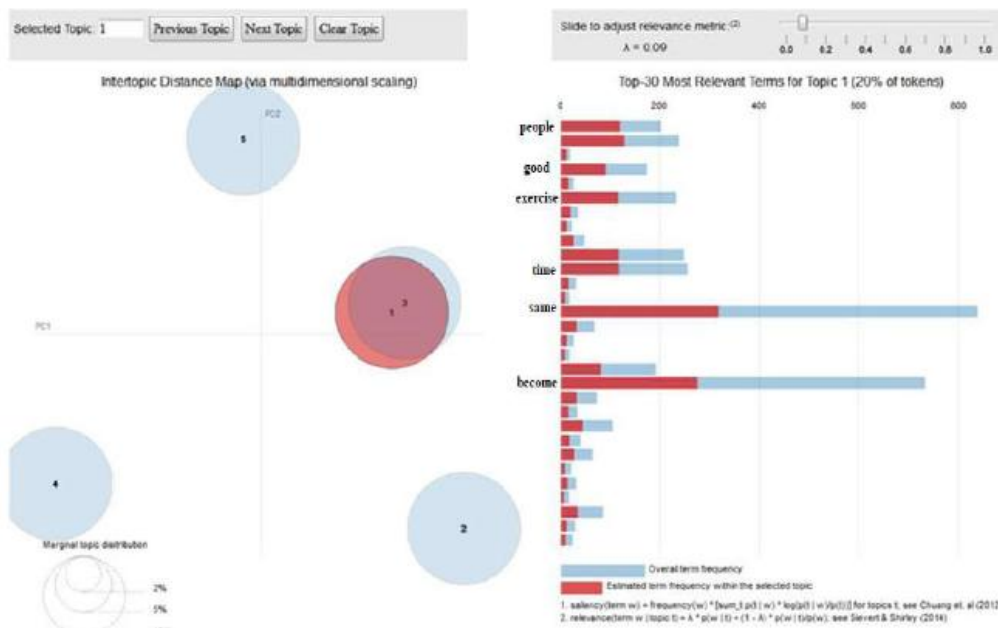 Selected Topic: 1 Previous Topic Next Topic Clear Topic
Slide to adjust relevance metric:(2)
λ = 0.09
0.0 0.2 0.4 0.6 0.8 1.0
Intertopic Distance Map (via multidimensional scaling)
PC2
5
3
1
PC1
4
2
Marginal topic distribution
2%
5%
Top-30 Most Relevant Terms for Topic 1 (20% of tokens)
0 200 400 600 800
people
good
exercise
time
same
become
Overall term frequency
Estimated term frequency within the selected topic
1. saliency(term w) = frequency(w) * [sum_t p(t | w) * log(p(t | w)/p(t))] for topics t; see Chuang et. al (2012
2. relevance(term w | topic t) = λ * p(w | t) + (1 - λ) * p(w | t)/p(w); see Sievert & Shirley (2014)